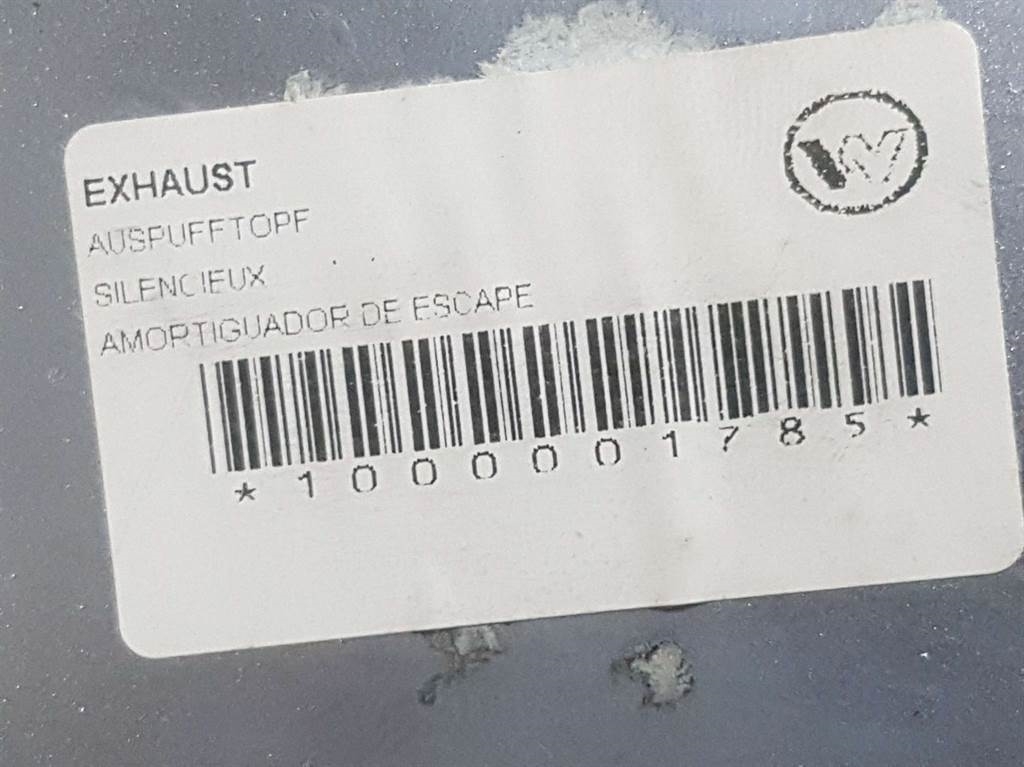 EXHAUST
AUSPUFFTOPF
SILENCIEUX
AMORTIGUADOR DE ESCAPE
*1000001785*
W